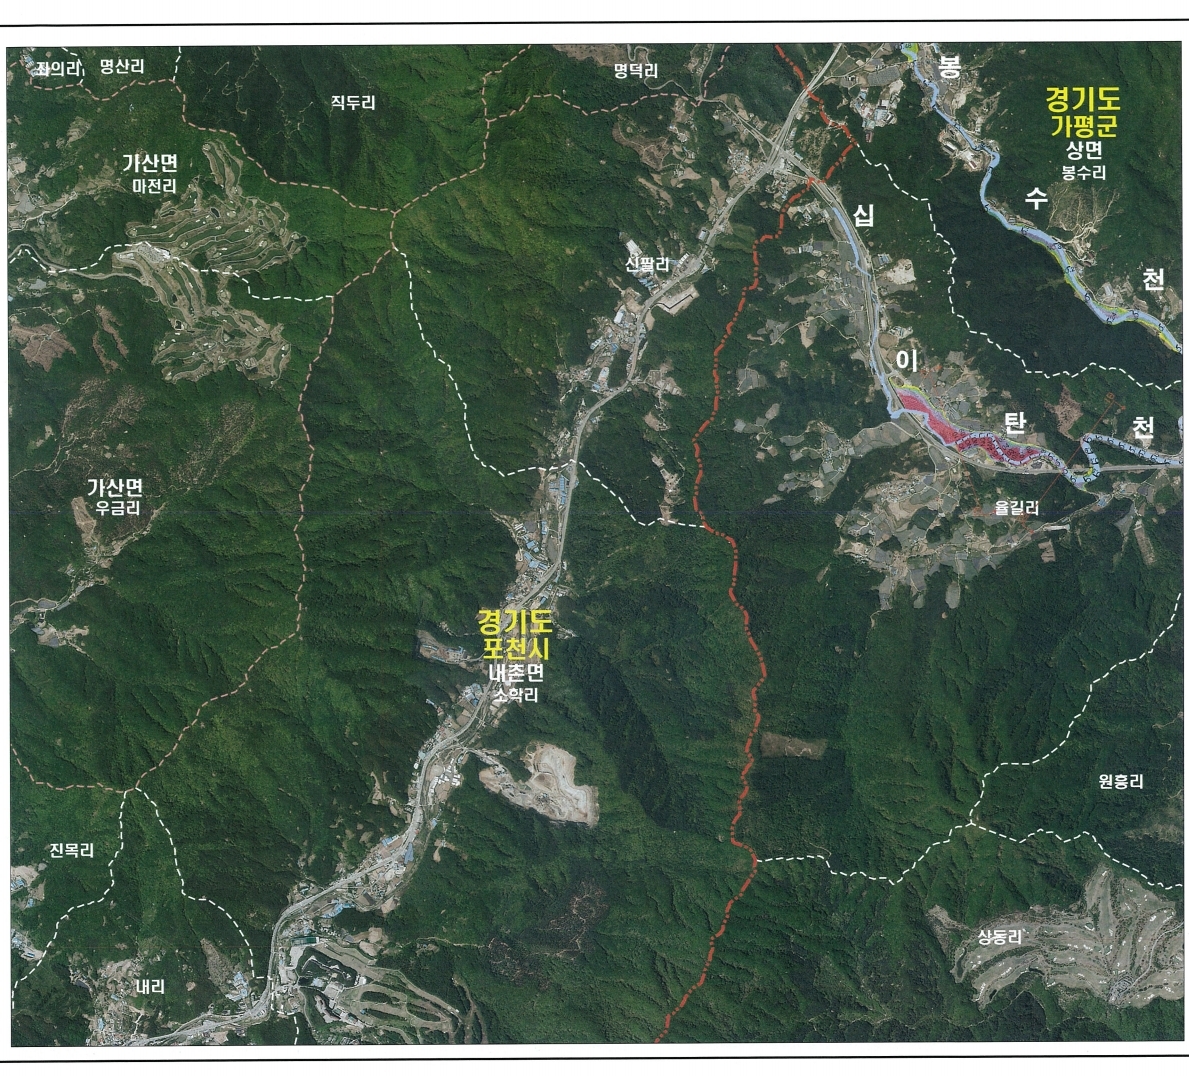 좌의리
명산리
직두리
명덕리
봉
수
천
경기도
가평군
상면
봉수리
가산면
마전리
십
이
탄
천
신팔리
가산면
우금리
율길리
경기도
포천시
내촌면
소학리
원흥리
진목리
상동리
내리